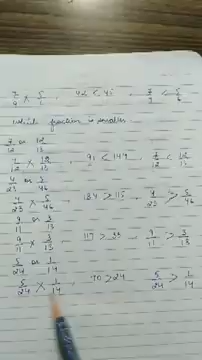 7/9 × 5/6 , 42 < 45 , 7/9 < 5/6
which fraction is smaller
7/12 or 12/13
7/12 × 12/13 , 91 < 144 , 7/12 < 12/13
4/23 or 5/46
4/23 × 5/46 , 184 > 115 , 4/23 > 5/46
9/11 or 3/13
9/11 × 3/13 , 117 > 33 , 9/11 > 3/13
5/24 or 1/14
5/24 × 1/14 , 70 > 24 5/24 > 1/14